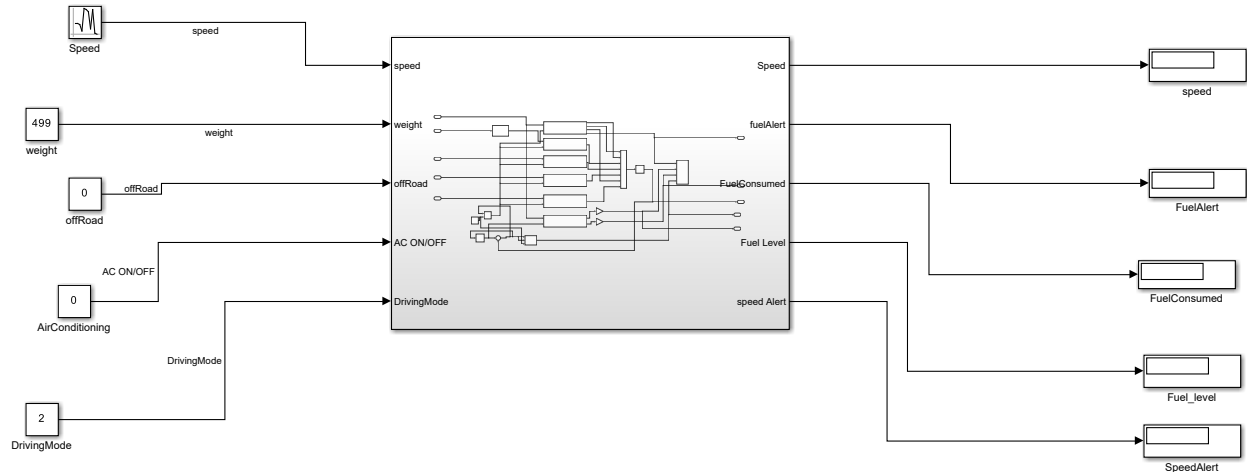 Speed
speed
499
weight
weight
0
offRoad
offRoad
AC ON/OFF
0
AirConditioning
DrivingMode
2
DrivingMode
speed
weight
offRoad
AC ON/OFF
DrivingMode
Speed
fuelAlert
FuelConsumed
Fuel Level
speed Alert
speed
FuelAlert
FuelConsumed
Fuel_level
SpeedAlert